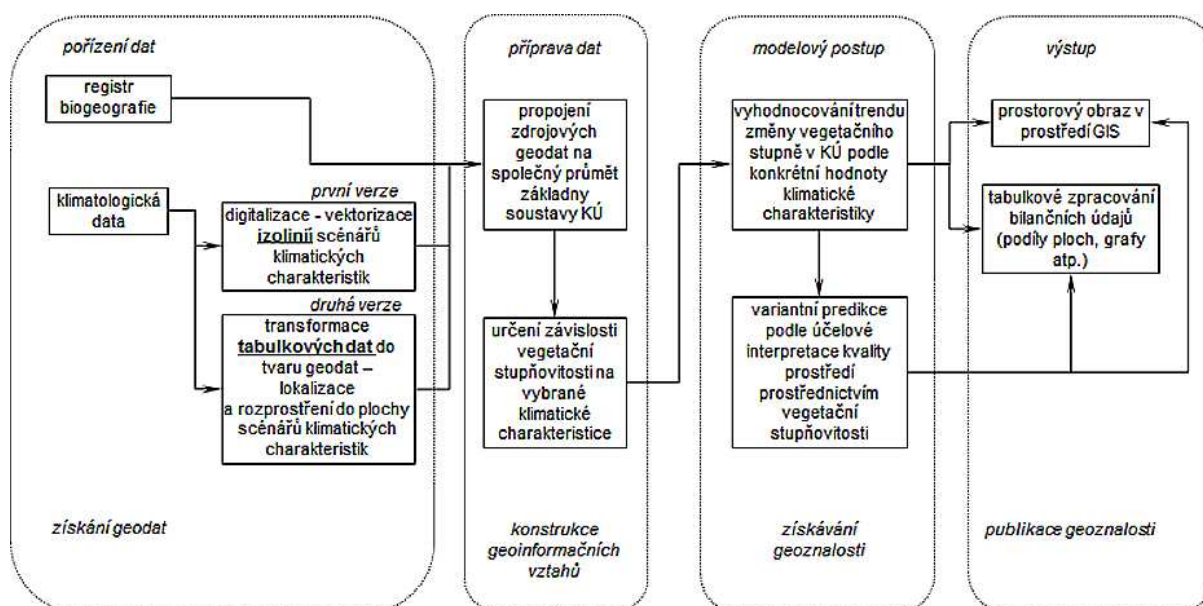 pořízení dat
registr
biogeografie
klimatologická
data
první verze
digitalizace - vektorizace
izolinií scénářů
klimatických
charakteristik
druhá verze
transformace
tabulkových dat do
tvaru geodat –
lokalizace
a rozprostření do plochy
scénářů klimatických
charakteristik
získání geodat
příprava dat
propojení
zdrojových
geodat na
společný průmět
základny
soustavy KÚ
určení závislosti
vegetační
stupňovitosti na
vybrané
klimatické
charakteristice
konstrukce
geoinformačních
vztahů
modelový postup
vyhodnocování trendu
změny vegetačního
stupně v KÚ podle
konkrétní hodnoty
klimatické
charakteristiky
variantní predikce
podle účelové
interpretace kvality
prostředí
prostřednictvím
vegetační
stupňovitosti
získávání
geoznalosti
výstup
prostorový obraz v
prostředí GIS
tabulkové zpracování
bilančních údajů
(podíly ploch, grafy
atp.)
publikace geoznalosti